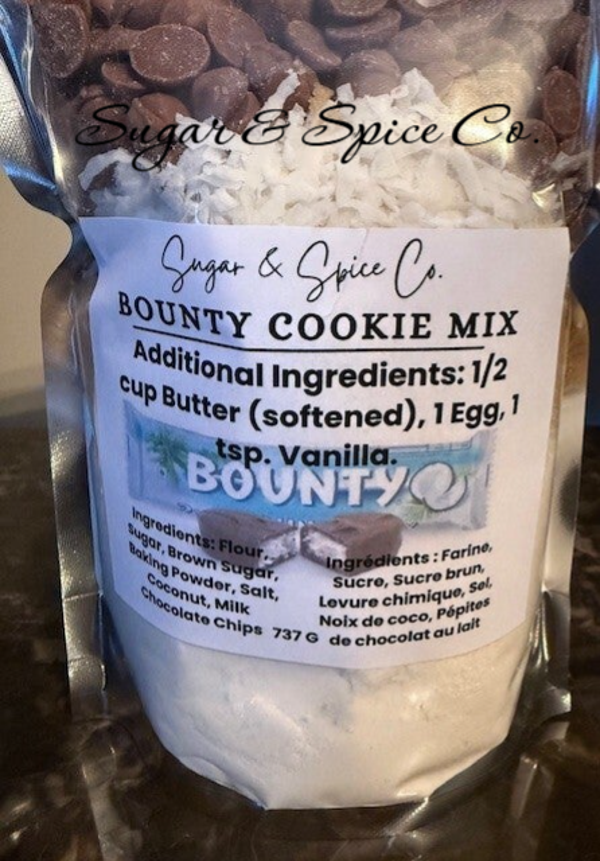 Sugar & Spice Co.
Sugar & Spice Co.
BOUNTY COOKIE MIX
Additional Ingredients: 1/2
cup Butter (softened), 1 Egg, 1
tsp. Vanilla.
BOUNTY
Ingredients: Flour,
Sugar, Brown Sugar,
Baking Powder, Salt,
Coconut, Milk
Chocolate Chips 737 G
Ingrédients : Farine,
Sucre, Sucre brun,
Levure chimique, Sel,
Noix de coco, Pépites
de chocolat au lait